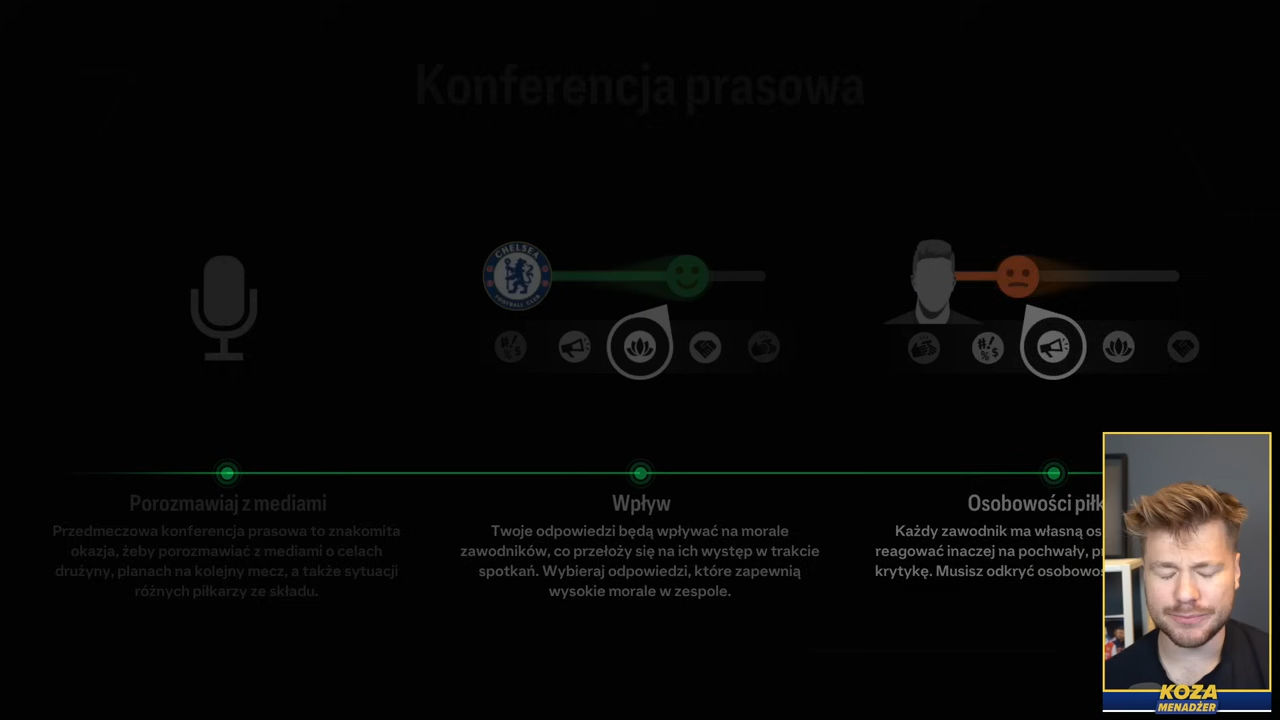 Konferencja prasowa
CHELSEA
FOOTBALL CLUB
Porozmawiaj z mediami
Przedmeczowa konferencja prasowa to znakomita
okazja, żeby porozmawiać z mediami o celach
drużyny, planach na kolejny mecz, a także sytuacji
różnych piłkarzy ze składu.
Wpływ
Twoje odpowiedzi będą wpływać na morale
zawodników, co przełoży się na ich występ w trakcie
spotkań. Wybieraj odpowiedzi, które zapewnią
wysokie morale w zespole.
Osobowości piłk
Każdy zawodnik ma własną os
reagować inaczej na pochwały, p
krytykę. Musisz odkryć osobowoś
KOZA
MENADŻER